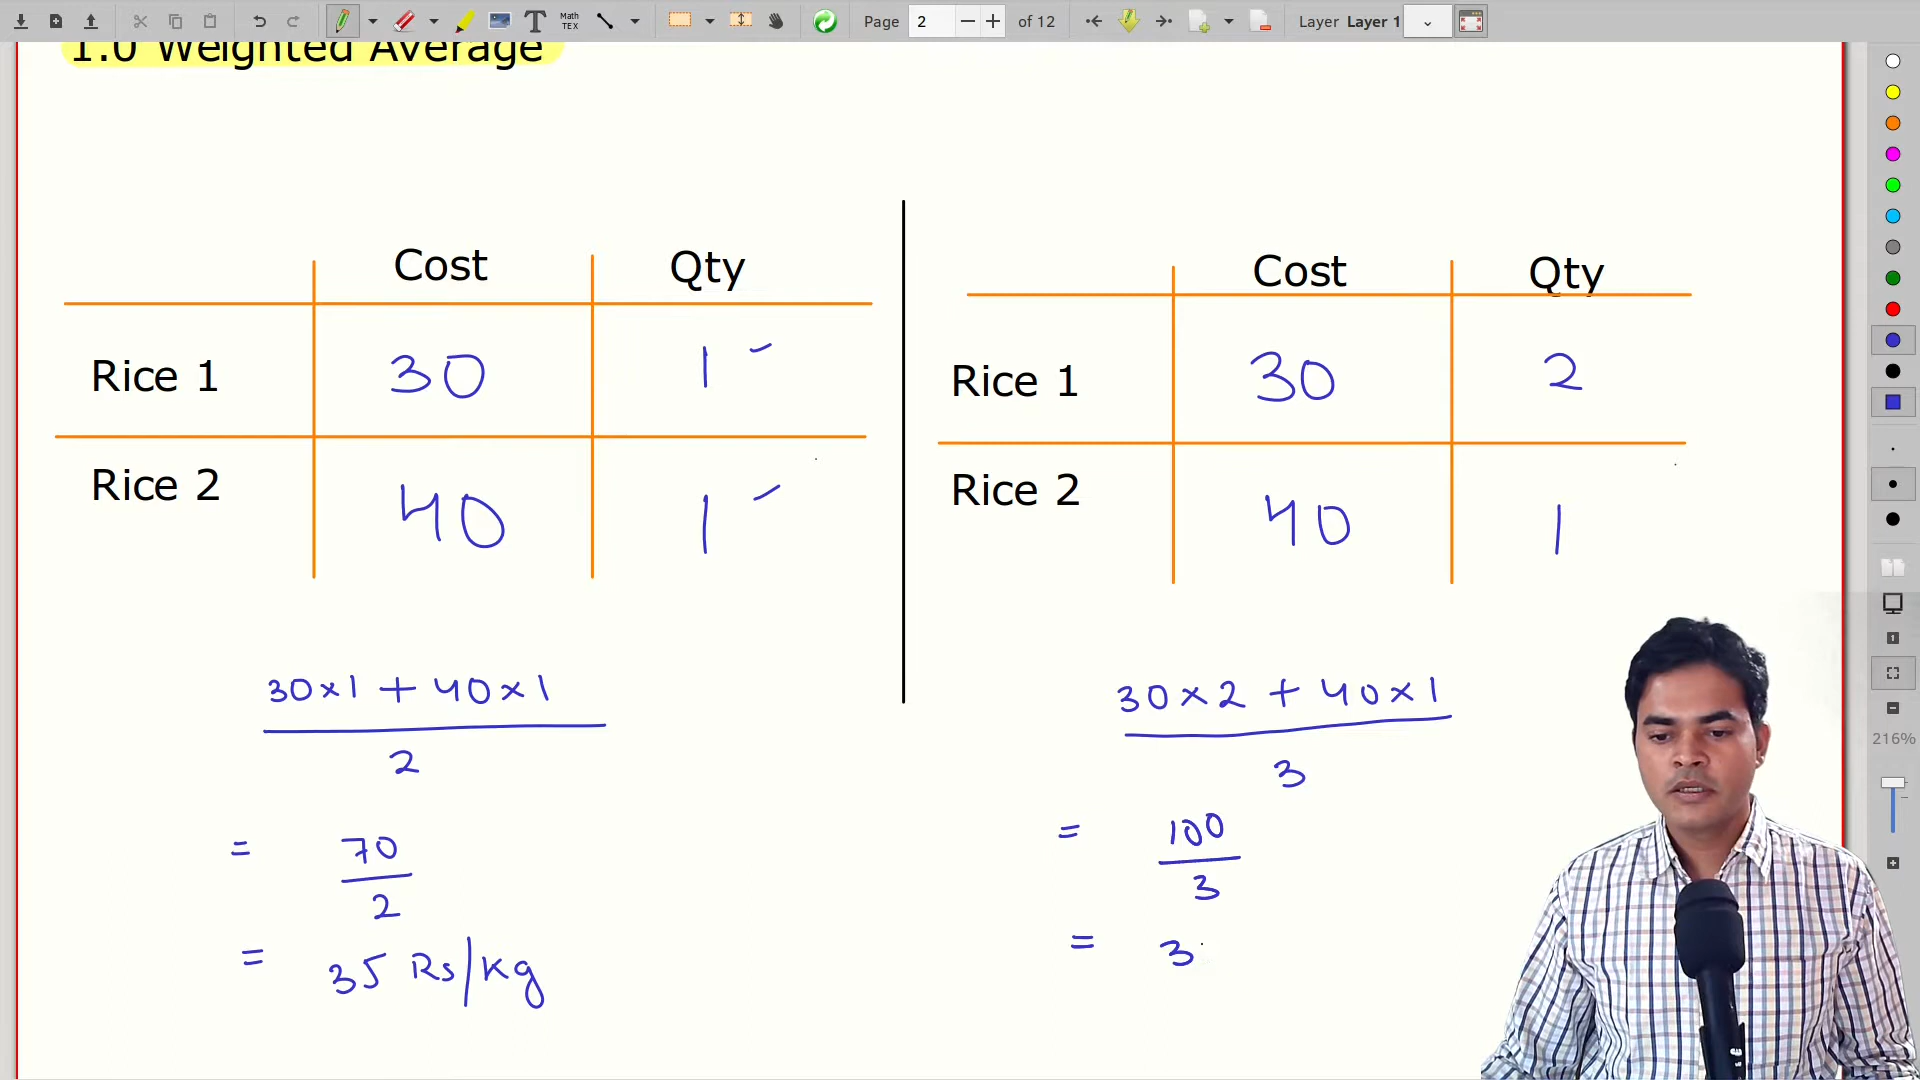 Page 2 of 12 Layer Layer 1
1.0 Weighted Average
Cost Qty
Rice 1 30 1
Rice 2 40 1
30×1 + 40×1
2
= 70
2
= 35 Rs/kg
Cost Qty
Rice 1 30 2
Rice 2 40 1
30×2 + 40×1
3
= 100
3
= 3
Math
TEX
216%